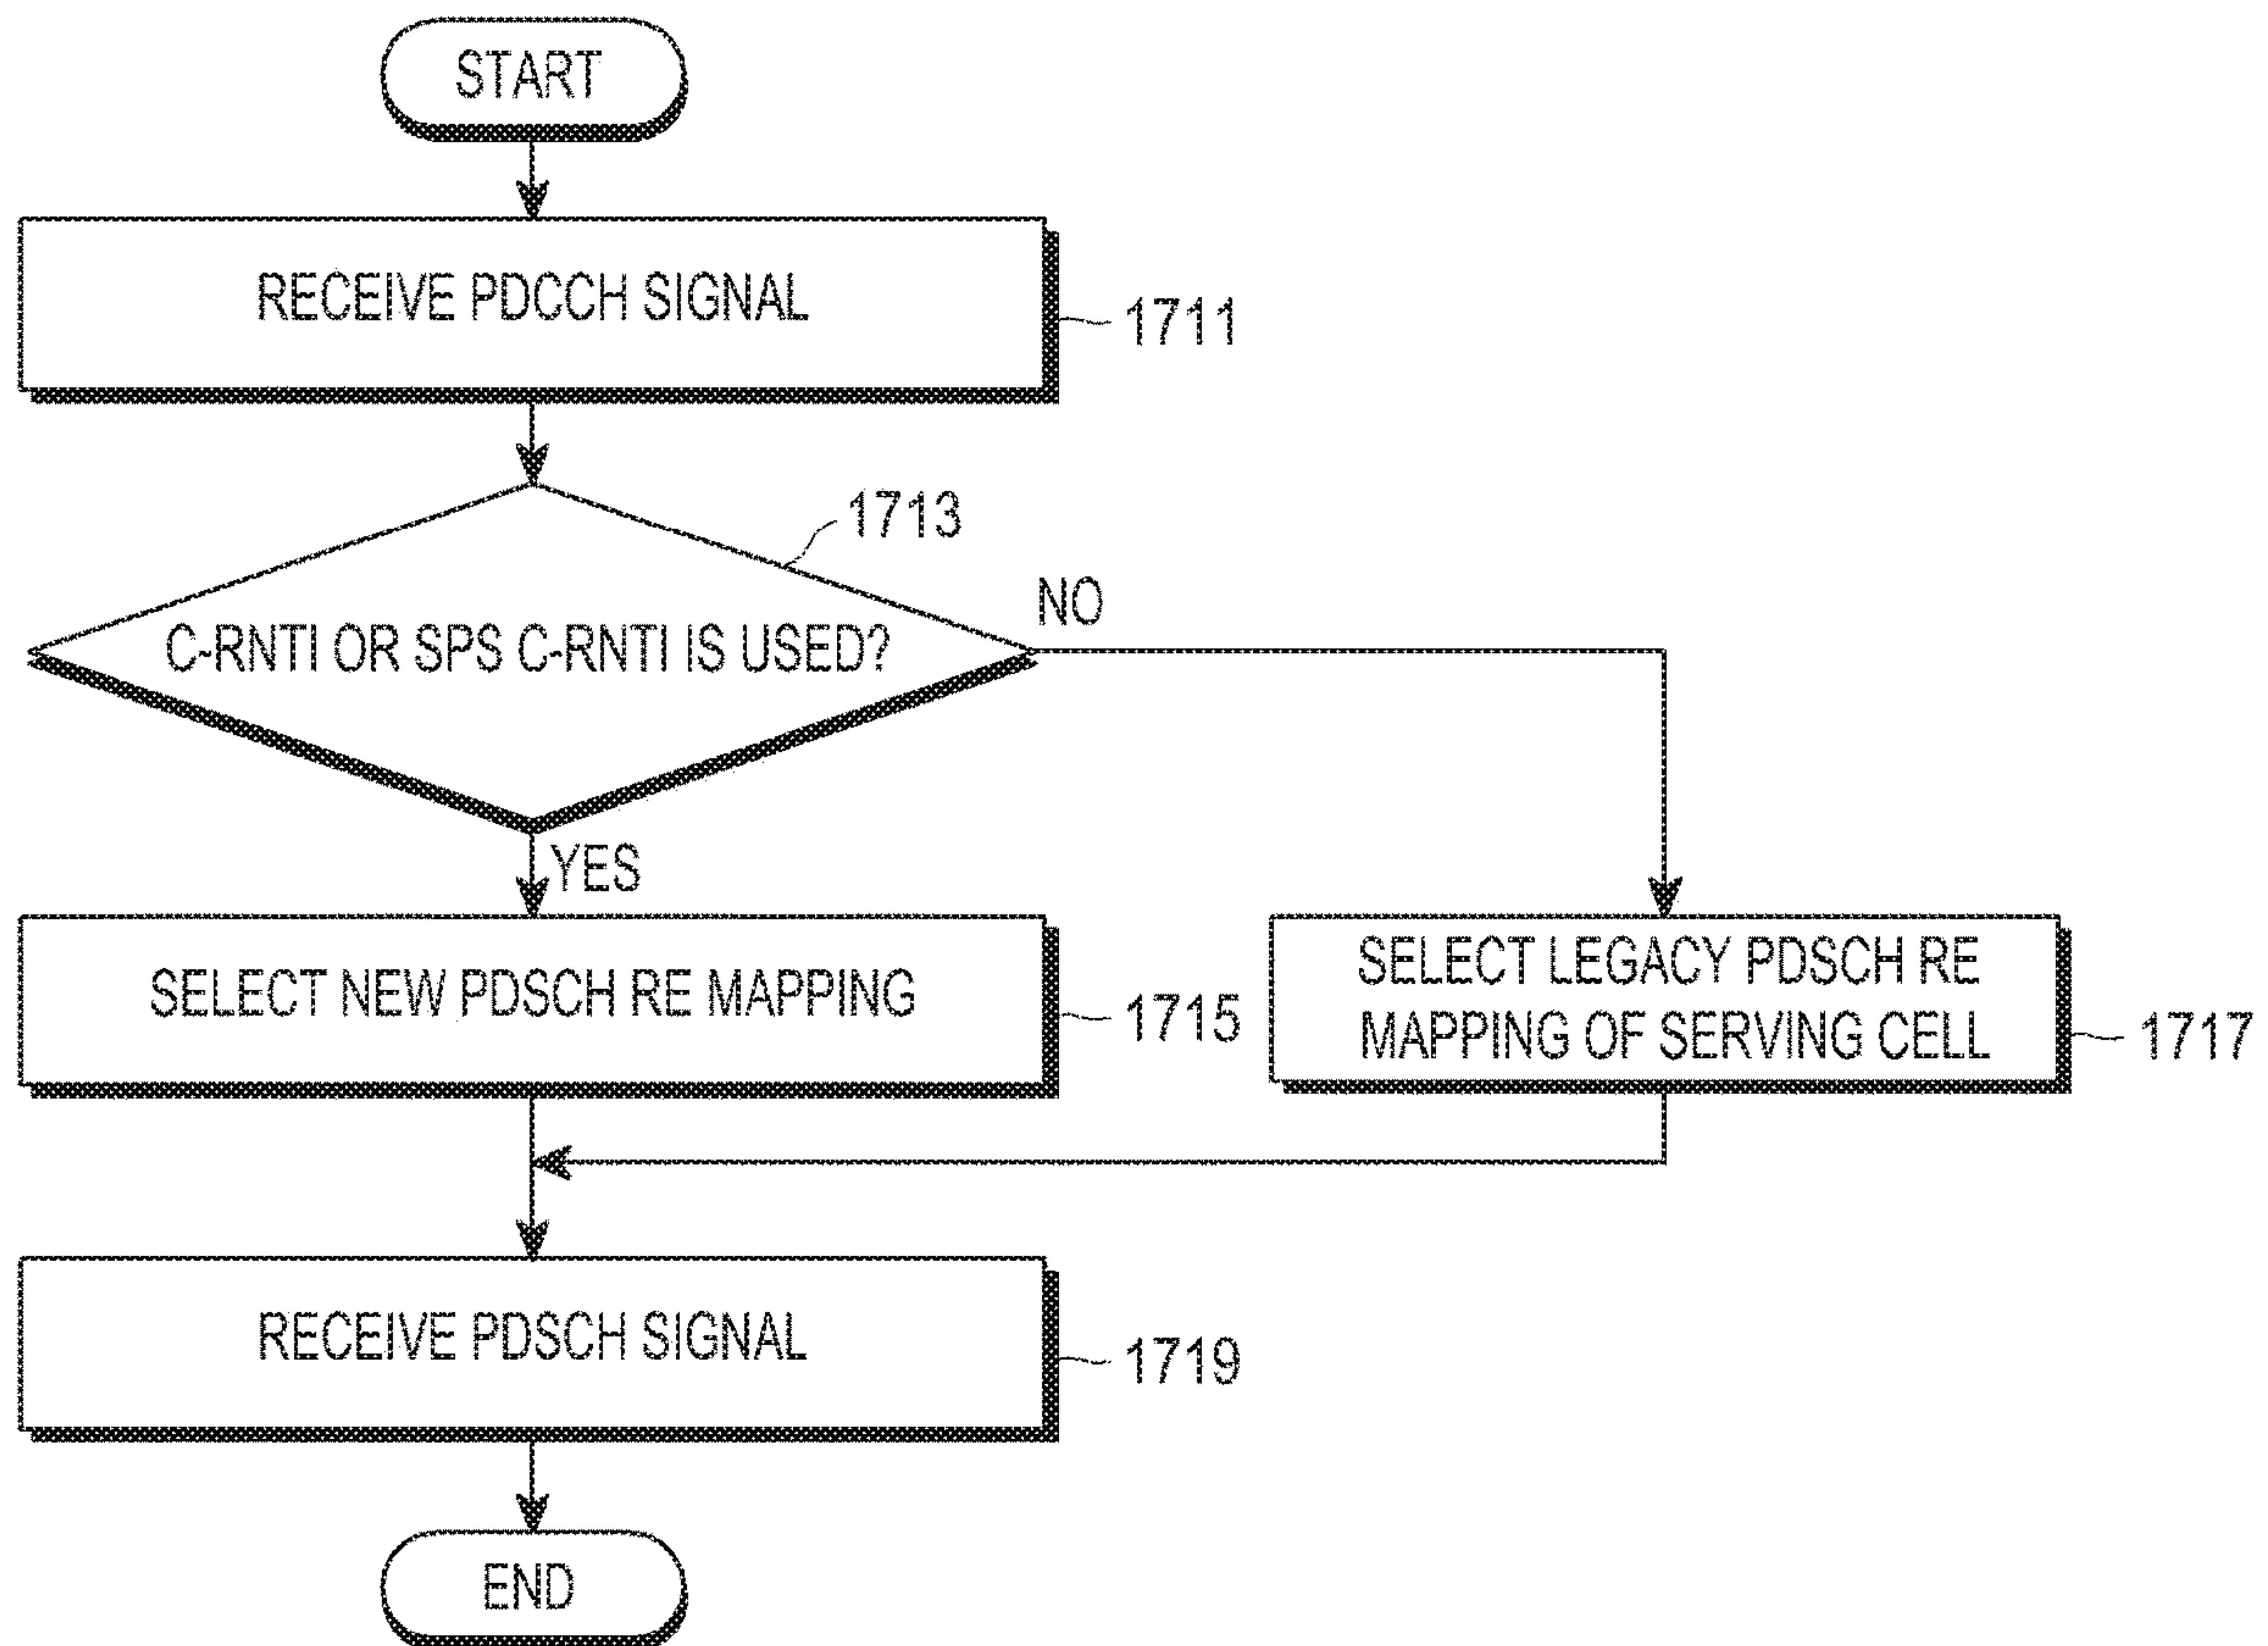 START
RECEIVE PDCCH SIGNAL
1711
1713
C-RNTI OR SPS C-RNTI IS USED?
NO
YES
SELECT NEW PDSCH RE MAPPING
1715
SELECT LEGACY PDSCH RE
MAPPING OF SERVING CELL
1717
RECEIVE PDSCH SIGNAL
1719
END